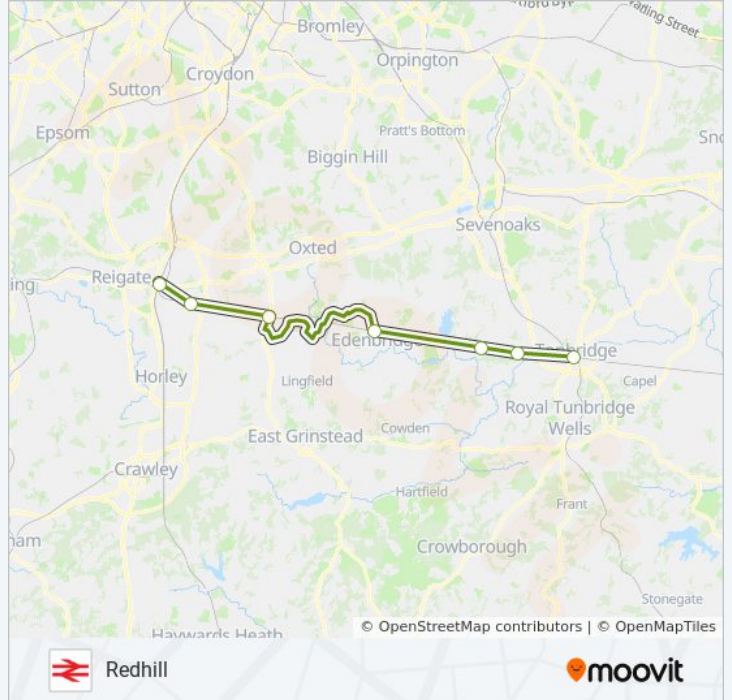 Bromley
Orpington
Croydon
Sutton
Epsom
Pratt's Bottom
Biggin Hill
Sevenoaks
Oxted
Reigate
Edenbridge
Tonbridge
Horley
Lingfield
Capel
Royal Tunbridge
Wells
Cowden
East Grinstead
Crawley
Hartfield
Frant
Crowborough
Stonegate
Haywards Heath
© OpenStreetMap contributors | © OpenMapTiles
Redhill
moovit